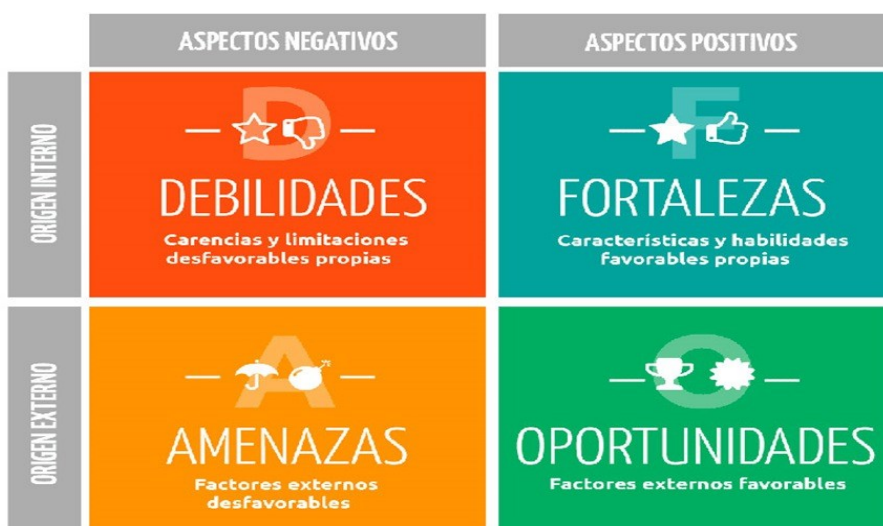 ASPECTOS NEGATIVOS
ASPECTOS POSITIVOS
ORIGEN INTERNO
D
DEBILIDADES
Carencias y limitaciones
desfavorables propias
F
FORTALEZAS
Características y habilidades
favorables propias
ORIGEN EXTERNO
A
AMENAZAS
Factores externos
desfavorables
O
OPORTUNIDADES
Factores externos favorables